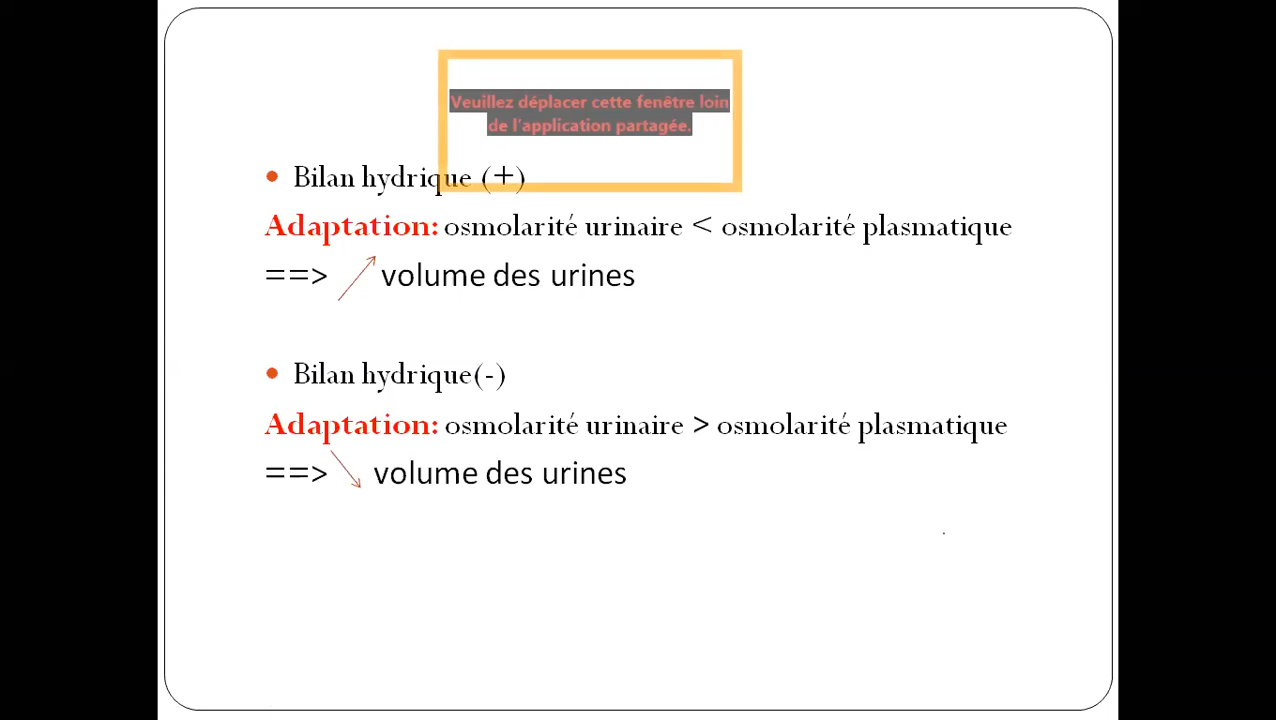 Veuillez déplacer cette fenêtre loin
de l'application partagée.
• Bilan hydrique (+)
Adaptation: osmolarité urinaire < osmolarité plasmatique
==> ↗ volume des urines
• Bilan hydrique(-)
Adaptation: osmolarité urinaire > osmolarité plasmatique
==> ↘ volume des urines